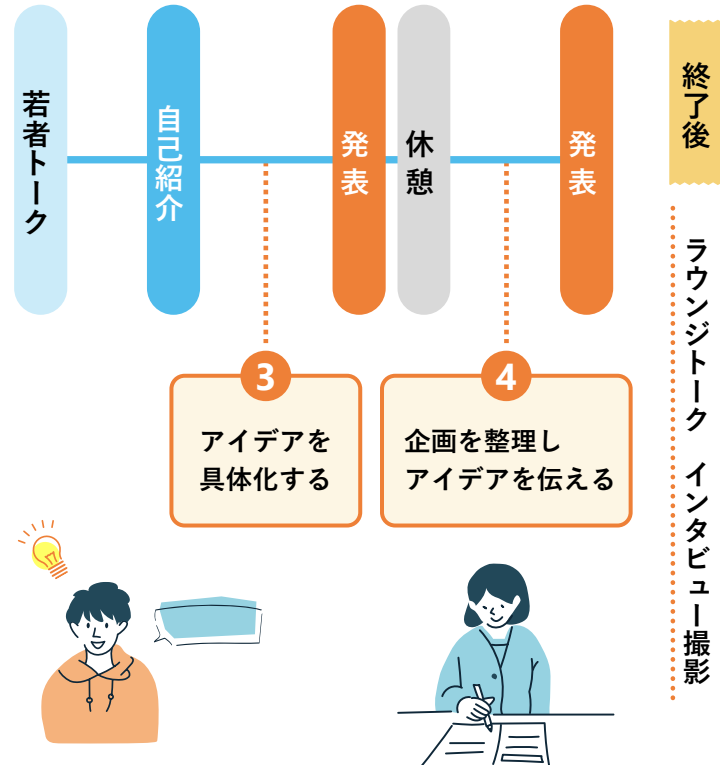 若者トーク
自己紹介
発表
休憩
発表
3
アイデアを
具体化する
4
企画を整理し
アイデアを伝える
終了後
ラウンジトーク　インタビュー撮影